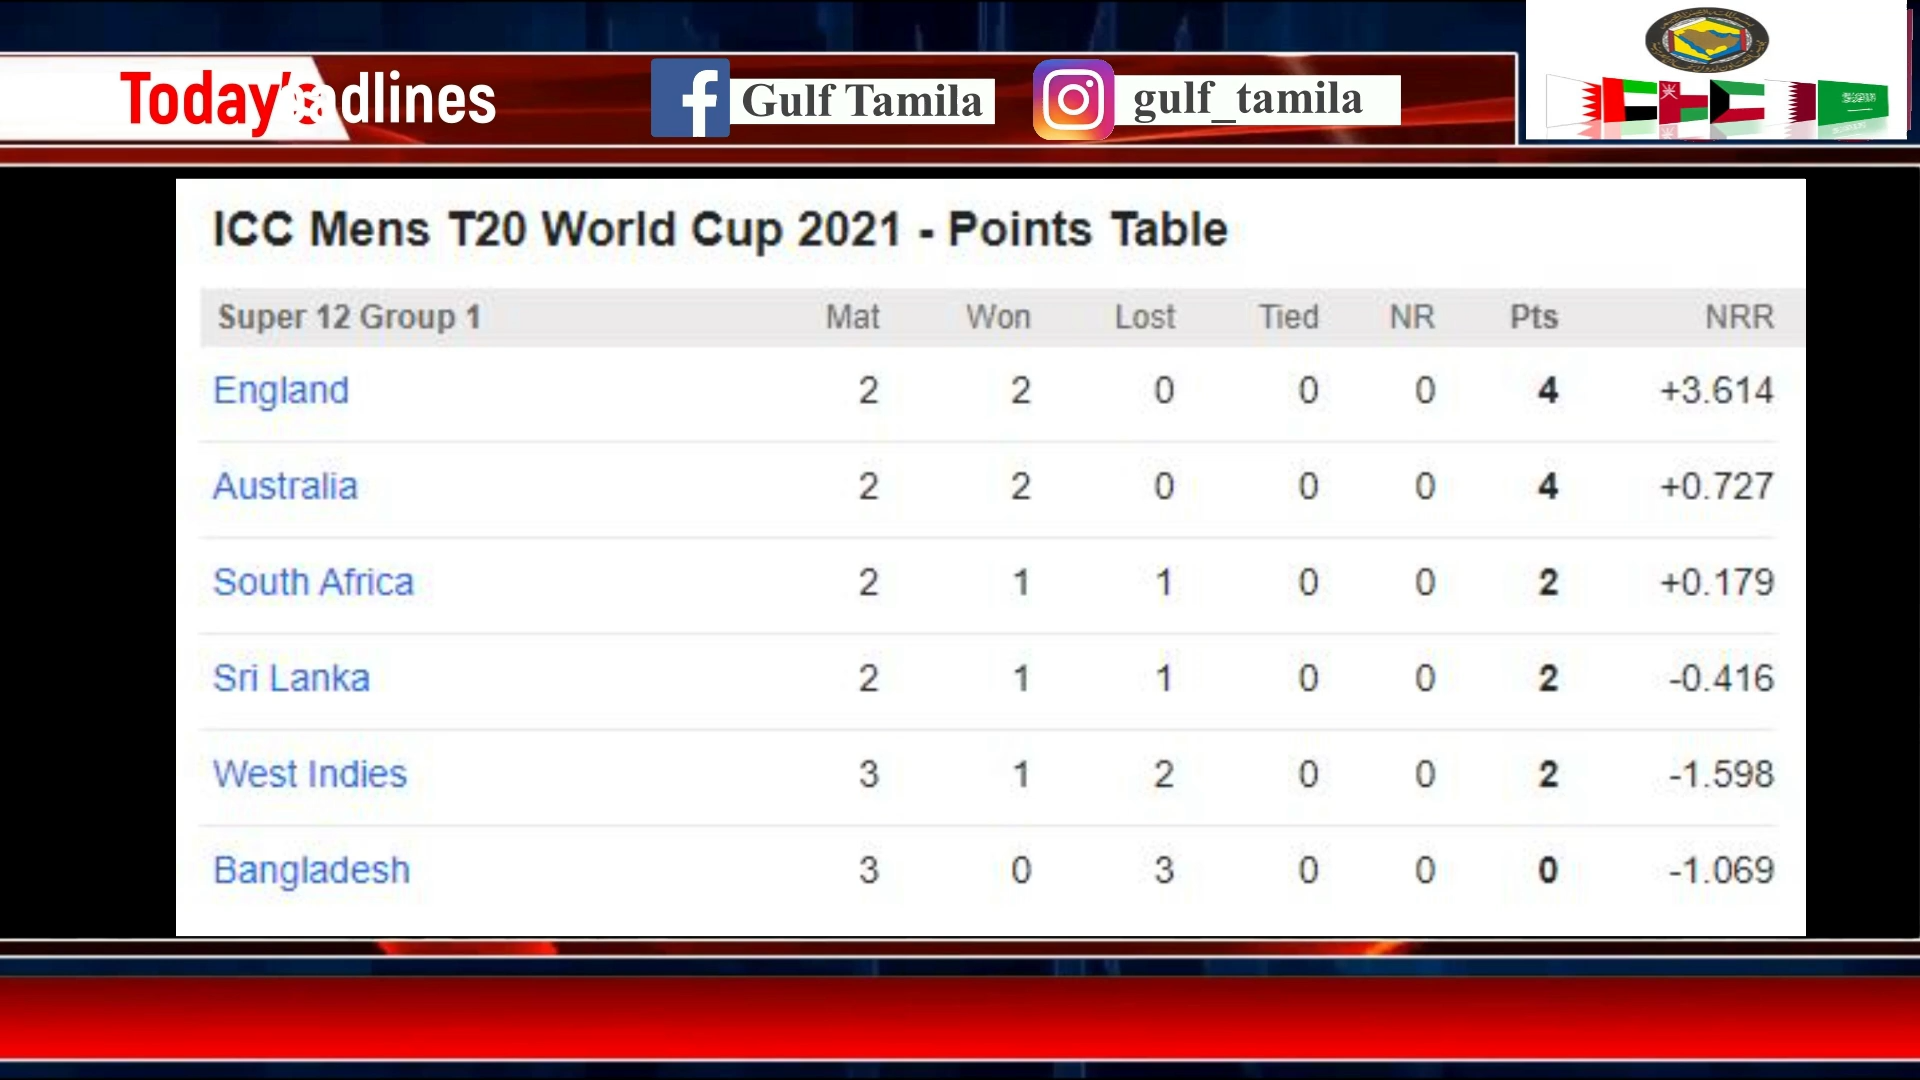 Today's adlines
Gulf Tamila
gulf_tamila
ICC Mens T20 World Cup 2021 - Points Table
Super 12 Group 1 Mat Won Lost Tied NR Pts NRR
England 2 2 0 0 0 4 +3.614
Australia 2 2 0 0 0 4 +0.727
South Africa 2 1 1 0 0 2 +0.179
Sri Lanka 2 1 1 0 0 2 -0.416
West Indies 3 1 2 0 0 2 -1.598
Bangladesh 3 0 3 0 0 0 -1.069